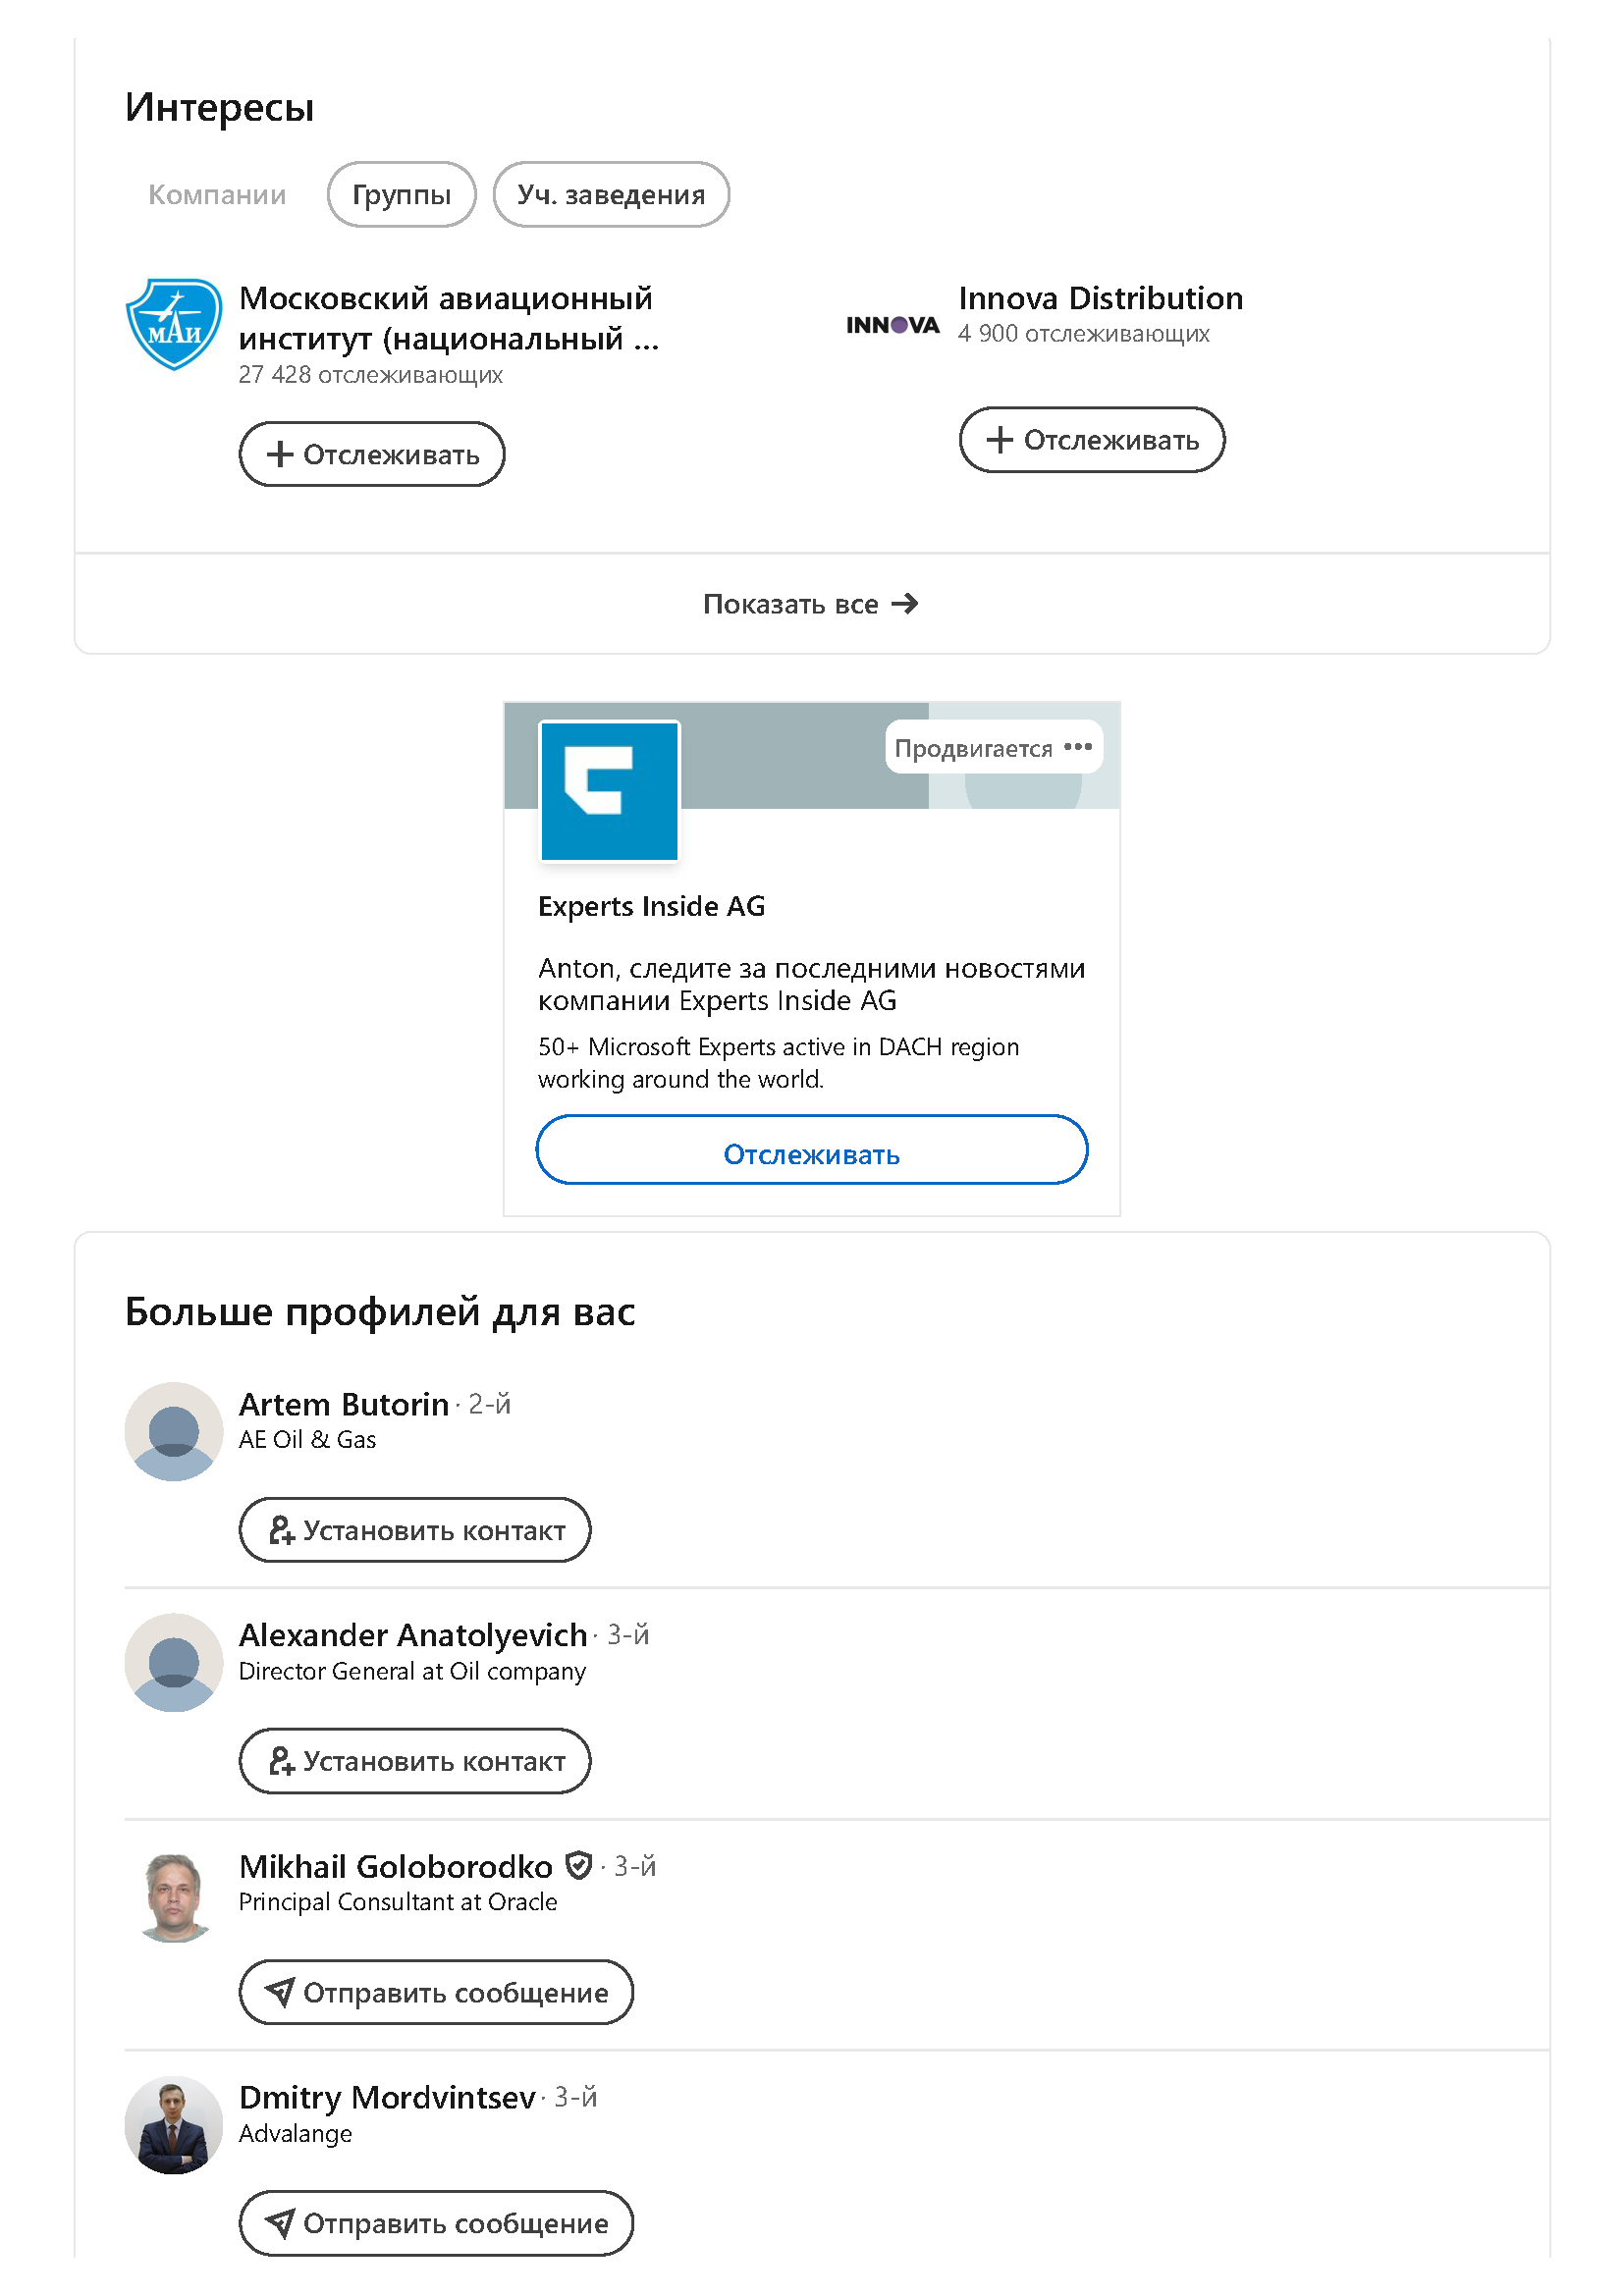 Интересы
Компании
Группы
Уч. заведения
МАИ
Московский авиационный
институт (национальный ...
27 428 отслеживающих
Отслеживать
INNOVA
Innova Distribution
4 900 отслеживающих
Отслеживать
Показать все
Продвигается
Experts Inside AG
Anton, следите за последними новостями
компании Experts Inside AG
50+ Microsoft Experts active in DACH region
working around the world.
Отслеживать
Больше профилей для вас
Artem Butorin · 2-й
AE Oil & Gas
Установить контакт
Alexander Anatolyevich · 3-й
Director General at Oil company
Установить контакт
Mikhail Goloborodko · 3-й
Principal Consultant at Oracle
Отправить сообщение
Dmitry Mordvintsev · 3-й
Advalange
Отправить сообщение